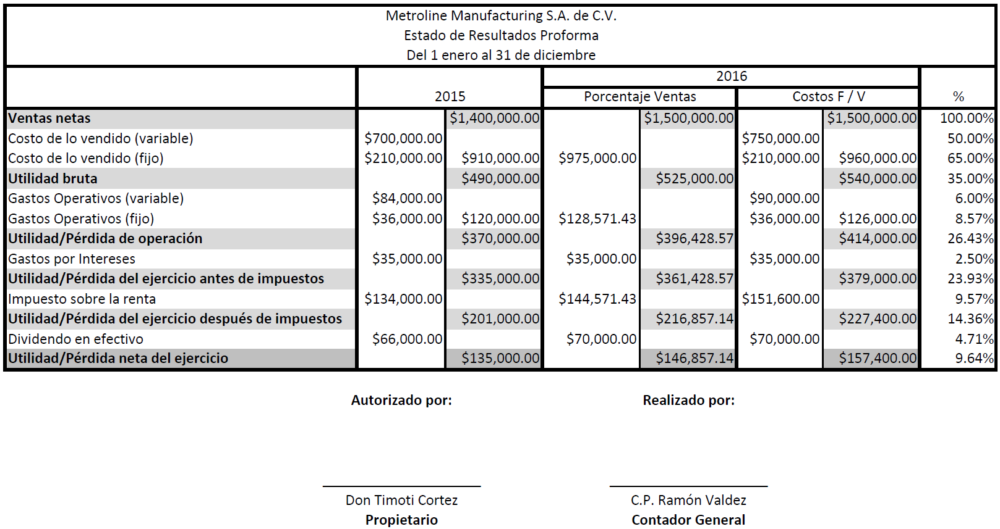 Metroline Manufacturing S.A. de C.V.
Estado de Resultados Proforma
Del 1 enero al 31 de diciembre
2016
2015 Porcentaje Ventas Costos F / V %
Ventas netas $1,400,000.00 $1,500,000.00 $1,500,000.00 100.00%
Costo de lo vendido (variable) $700,000.00 $750,000.00 50.00%
Costo de lo vendido (fijo) $210,000.00 $910,000.00 $975,000.00 $210,000.00 $960,000.00 65.00%
Utilidad bruta $490,000.00 $525,000.00 $540,000.00 35.00%
Gastos Operativos (variable) $84,000.00 $90,000.00 6.00%
Gastos Operativos (fijo) $36,000.00 $120,000.00 $128,571.43 $36,000.00 $126,000.00 8.57%
Utilidad/Pérdida de operación $370,000.00 $396,428.57 $414,000.00 26.43%
Gastos por Intereses $35,000.00 $35,000.00 $35,000.00 2.50%
Utilidad/Pérdida del ejercicio antes de impuestos $335,000.00 $361,428.57 $379,000.00 23.93%
Impuesto sobre la renta $134,000.00 $144,571.43 $151,600.00 9.57%
Utilidad/Pérdida del ejercicio después de impuestos $201,000.00 $216,857.14 $227,400.00 14.36%
Dividendo en efectivo $66,000.00 $70,000.00 $70,000.00 4.71%
Utilidad/Pérdida neta del ejercicio $135,000.00 $146,857.14 $157,400.00 9.64%
Autorizado por: Realizado por:
Don Timoti Cortez C.P. Ramón Valdez
Propietario Contador General